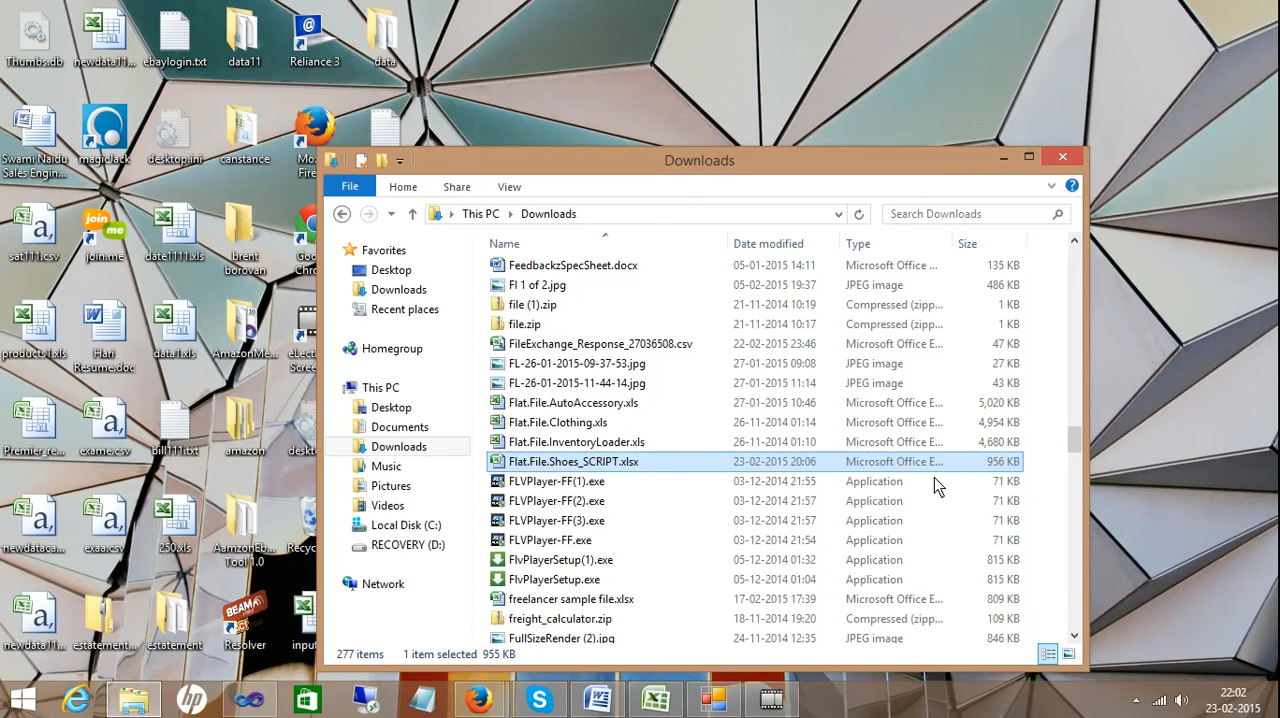 Thumbs.db
newdata11...
ebaylogin.txt
data11
Reliance 3
data
Swami Naidu
Sales Engin...
magicJack
desktop.ini
canstance
Moz
Fire
sat111.csv
join.me
join
me
date1111.xls
brent
borovan
Goo
Chro
products1.xls
Hari
Resume.doc
data1.xls
AmazonMe...
eLect
Scree
Premier_re...
exame.csv
bill111.txt
amazon
deskto
newdataca...
exaa.csv
250.xls
AamzonEb...
Tool 1.0
Recyc
newdata11...
estatement...
estatement
BEAMA
Resolver
input
Downloads
File
Home
Share
View
This PC
Downloads
Search Downloads
Favorites
Desktop
Downloads
Recent places
Homegroup
This PC
Desktop
Documents
Downloads
Music
Pictures
Videos
Local Disk (C:)
RECOVERY (D:)
Network
Name Date modified Type Size
FeedbackzSpecSheet.docx 05-01-2015 14:11 Microsoft Office ... 135 KB
FI 1 of 2.jpg 05-02-2015 19:37 JPEG image 486 KB
file (1).zip 21-11-2014 10:19 Compressed (zipp... 1 KB
file.zip 21-11-2014 10:17 Compressed (zipp... 1 KB
FileExchange_Response_27036508.csv 22-02-2015 23:46 Microsoft Office E... 47 KB
FL-26-01-2015-09-37-53.jpg 27-01-2015 09:08 JPEG image 27 KB
FL-26-01-2015-11-44-14.jpg 27-01-2015 11:14 JPEG image 43 KB
Flat.File.AutoAccessory.xls 27-01-2015 10:46 Microsoft Office E... 5,020 KB
Flat.File.Clothing.xls 26-11-2014 01:14 Microsoft Office E... 4,954 KB
Flat.File.InventoryLoader.xls 26-11-2014 01:10 Microsoft Office E... 4,680 KB
Flat.File.Shoes_SCRIPT.xlsx 23-02-2015 20:06 Microsoft Office E... 956 KB
FLVPlayer-FF(1).exe 03-12-2014 21:55 Application 71 KB
FLVPlayer-FF(2).exe 03-12-2014 21:57 Application 71 KB
FLVPlayer-FF(3).exe 03-12-2014 21:57 Application 71 KB
FLVPlayer-FF.exe 03-12-2014 21:54 Application 71 KB
FlvPlayerSetup(1).exe 05-12-2014 01:32 Application 815 KB
FlvPlayerSetup.exe 05-12-2014 01:04 Application 815 KB
freelancer sample file.xlsx 17-02-2015 17:39 Microsoft Office E... 809 KB
freight_calculator.zip 18-11-2014 19:20 Compressed (zipp... 109 KB
FullSizeRender (2).jpg 24-11-2014 12:35 JPEG image 846 KB
277 items 1 item selected 955 KB
22:02
23-02-2015